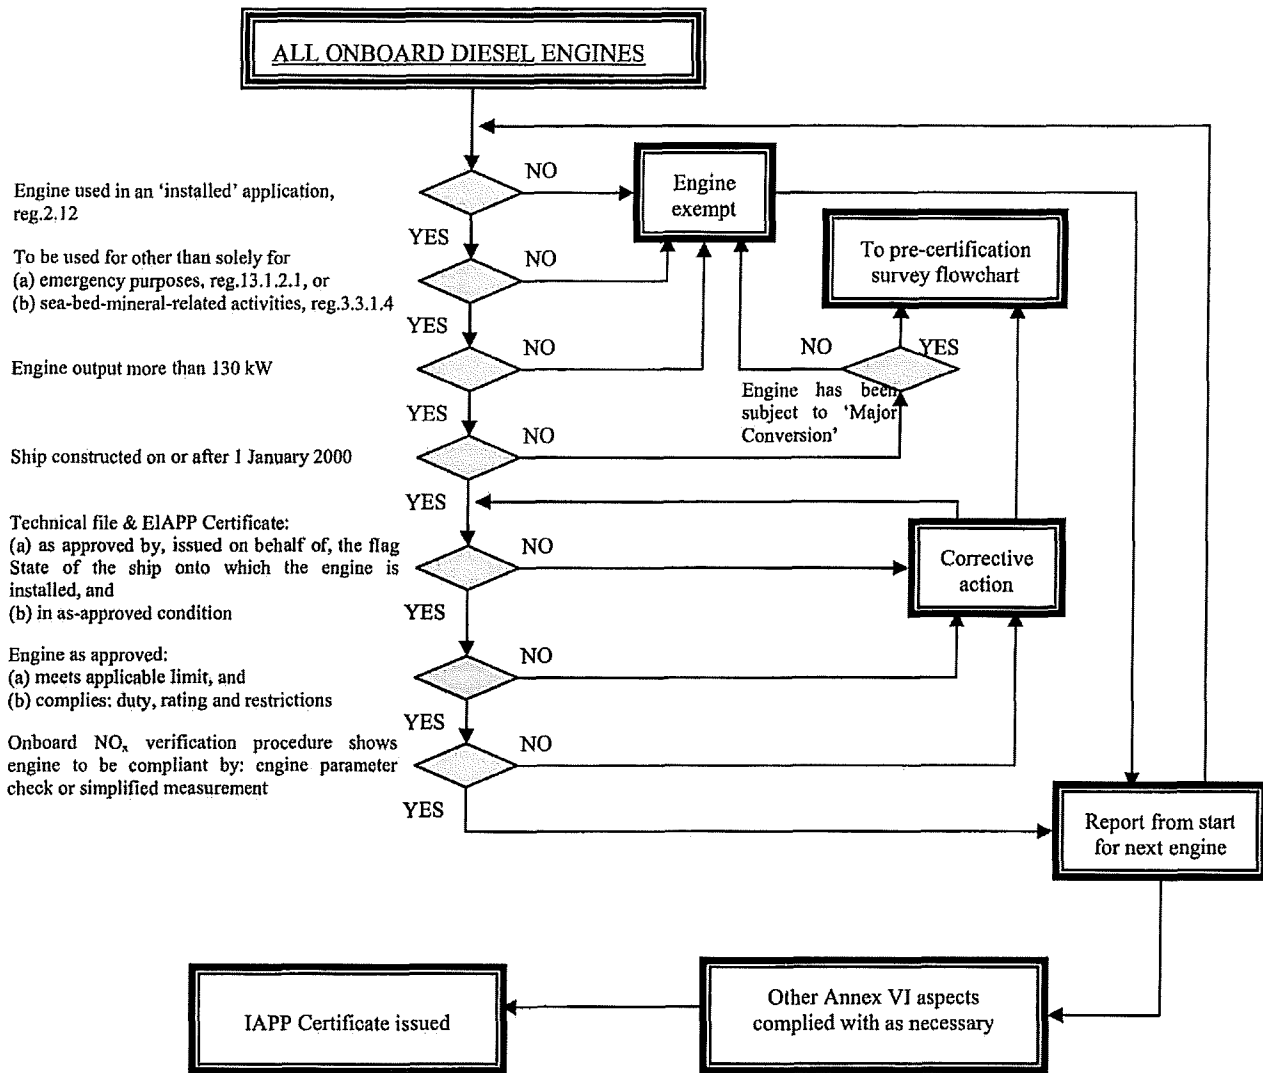 ALL ONBOARD DIESEL ENGINES
Engine used in an ‘installed’ application,
reg.2.12
NO
YES
Engine
exempt
To be used for other than solely for
(a) emergency purposes, reg.13.1.2.1, or
(b) sea-bed-mineral-related activities, reg.3.3.1.4
NO
YES
To pre-certification
survey flowchart
Engine output more than 130 kW
NO
YES
NO
YES
Engine has been
subject to ‘Major
Conversion’
Ship constructed on or after 1 January 2000
NO
YES
Technical file & EIAPP Certificate:
(a) as approved by, issued on behalf of, the flag
State of the ship onto which the engine is
installed, and
(b) in as-approved condition
NO
YES
Corrective
action
Engine as approved:
(a) meets applicable limit, and
(b) complies: duty, rating and restrictions
NO
YES
Onboard NOx verification procedure shows
engine to be compliant by: engine parameter
check or simplified measurement
NO
YES
Report from start
for next engine
IAPP Certificate issued
Other Annex VI aspects
complied with as necessary